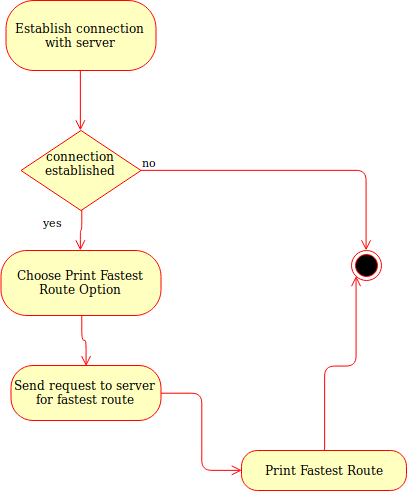 Establish connection
with server
connection
established
no
yes
Choose Print Fastest
Route Option
Send request to server
for fastest route
Print Fastest Route